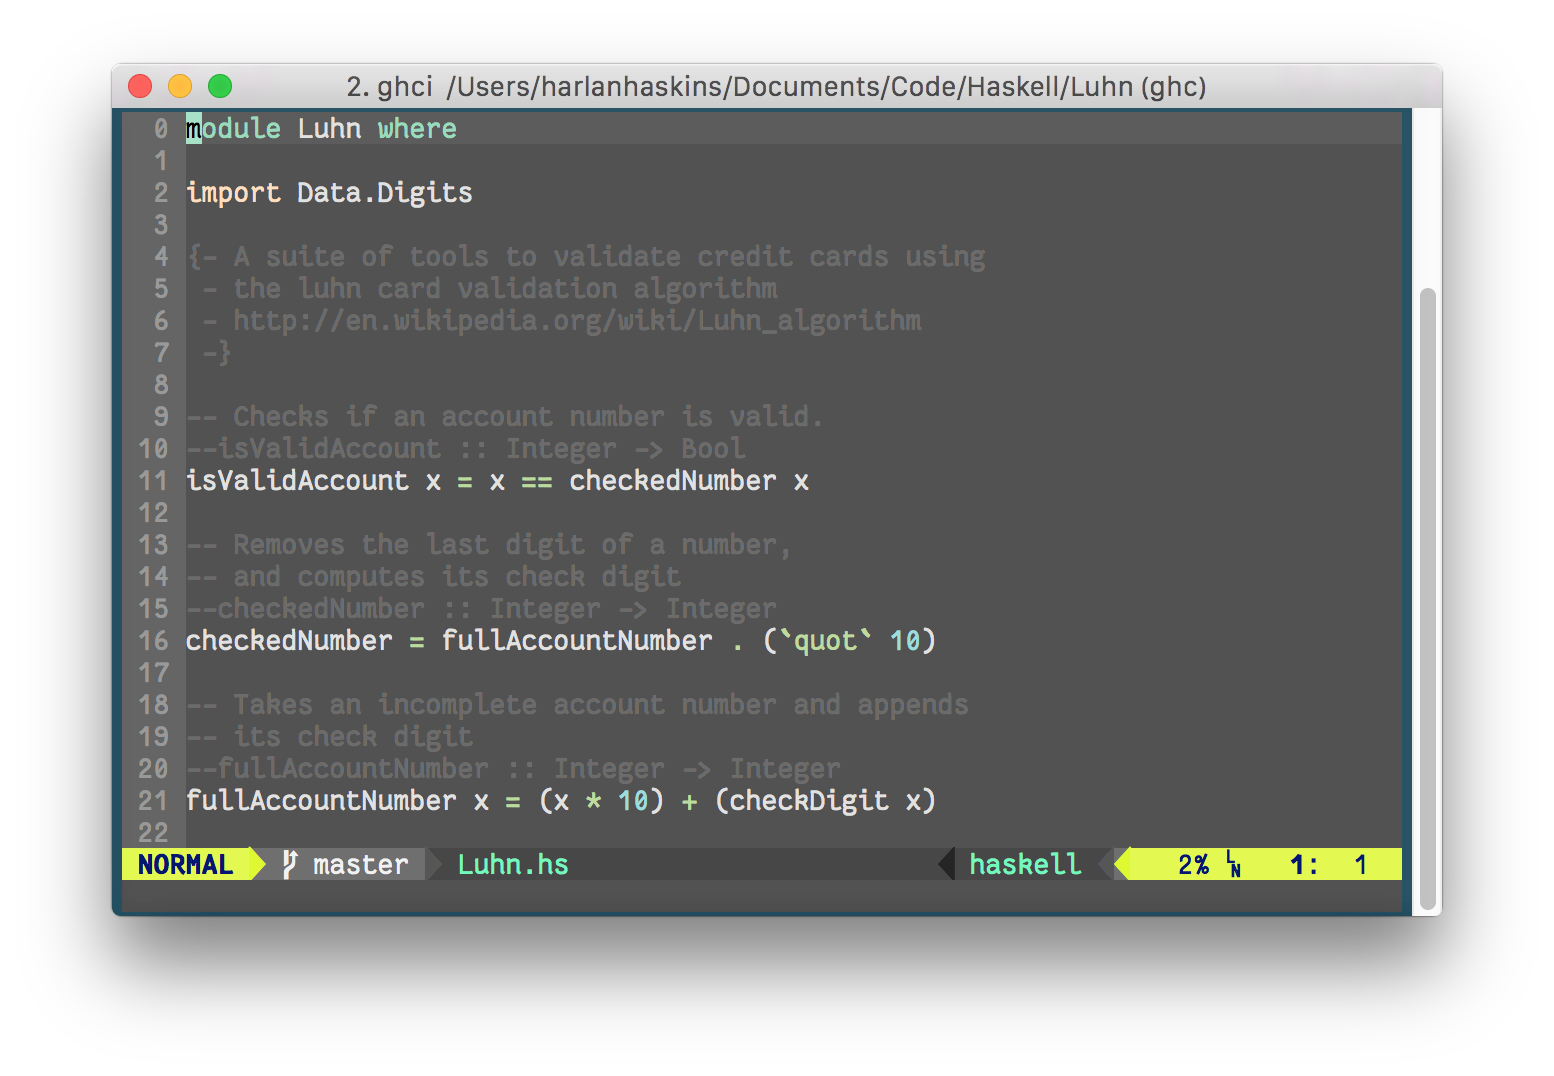 2. ghci /Users/harlanhaskins/Documents/Code/Haskell/Luhn (ghc)
0 module Luhn where
1
2 import Data.Digits
3
4 {- A suite of tools to validate credit cards using
5  - the luhn card validation algorithm
6  - http://en.wikipedia.org/wiki/Luhn_algorithm
7  -}
8
9 -- Checks if an account number is valid.
10 --isValidAccount :: Integer -> Bool
11 isValidAccount x = x == checkedNumber x
12
13 -- Removes the last digit of a number,
14 -- and computes its check digit
15 --checkedNumber :: Integer -> Integer
16 checkedNumber = fullAccountNumber . (`quot` 10)
17
18 -- Takes an incomplete account number and appends
19 -- its check digit
20 --fullAccountNumber :: Integer -> Integer
21 fullAccountNumber x = (x * 10) + (checkDigit x)
22
NORMAL master Luhn.hs haskell 2% LN 1: 1